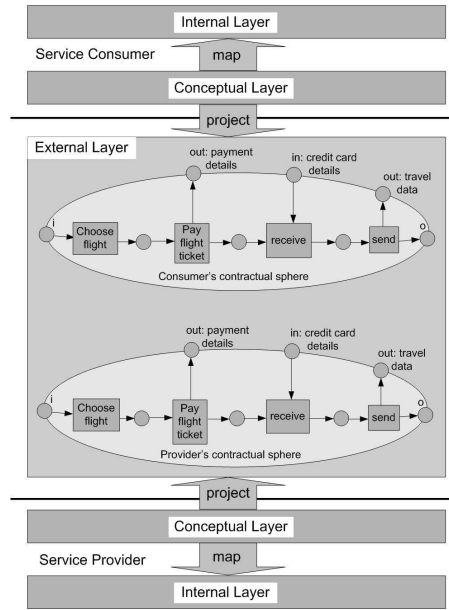 Internal Layer
Service Consumer
map
Conceptual Layer
project
External Layer
out: payment
details
in: credit card
details
out: travel
data
i
Choose
flight
Pay
flight
ticket
receive
send
o
Consumer's contractual sphere
out: payment
details
in: credit card
details
out: travel
data
i
Choose
flight
Pay
flight
ticket
receive
send
o
Provider's contractual sphere
project
Conceptual Layer
Service Provider
map
Internal Layer